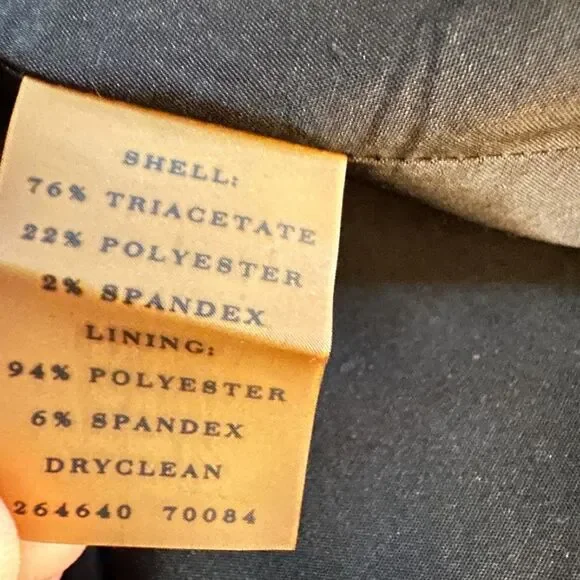 SHELL:
76% TRIACETATE
22% POLYESTER
2% SPANDEX
LINING:
94% POLYESTER
6% SPANDEX
DRYCLEAN
264640 70084